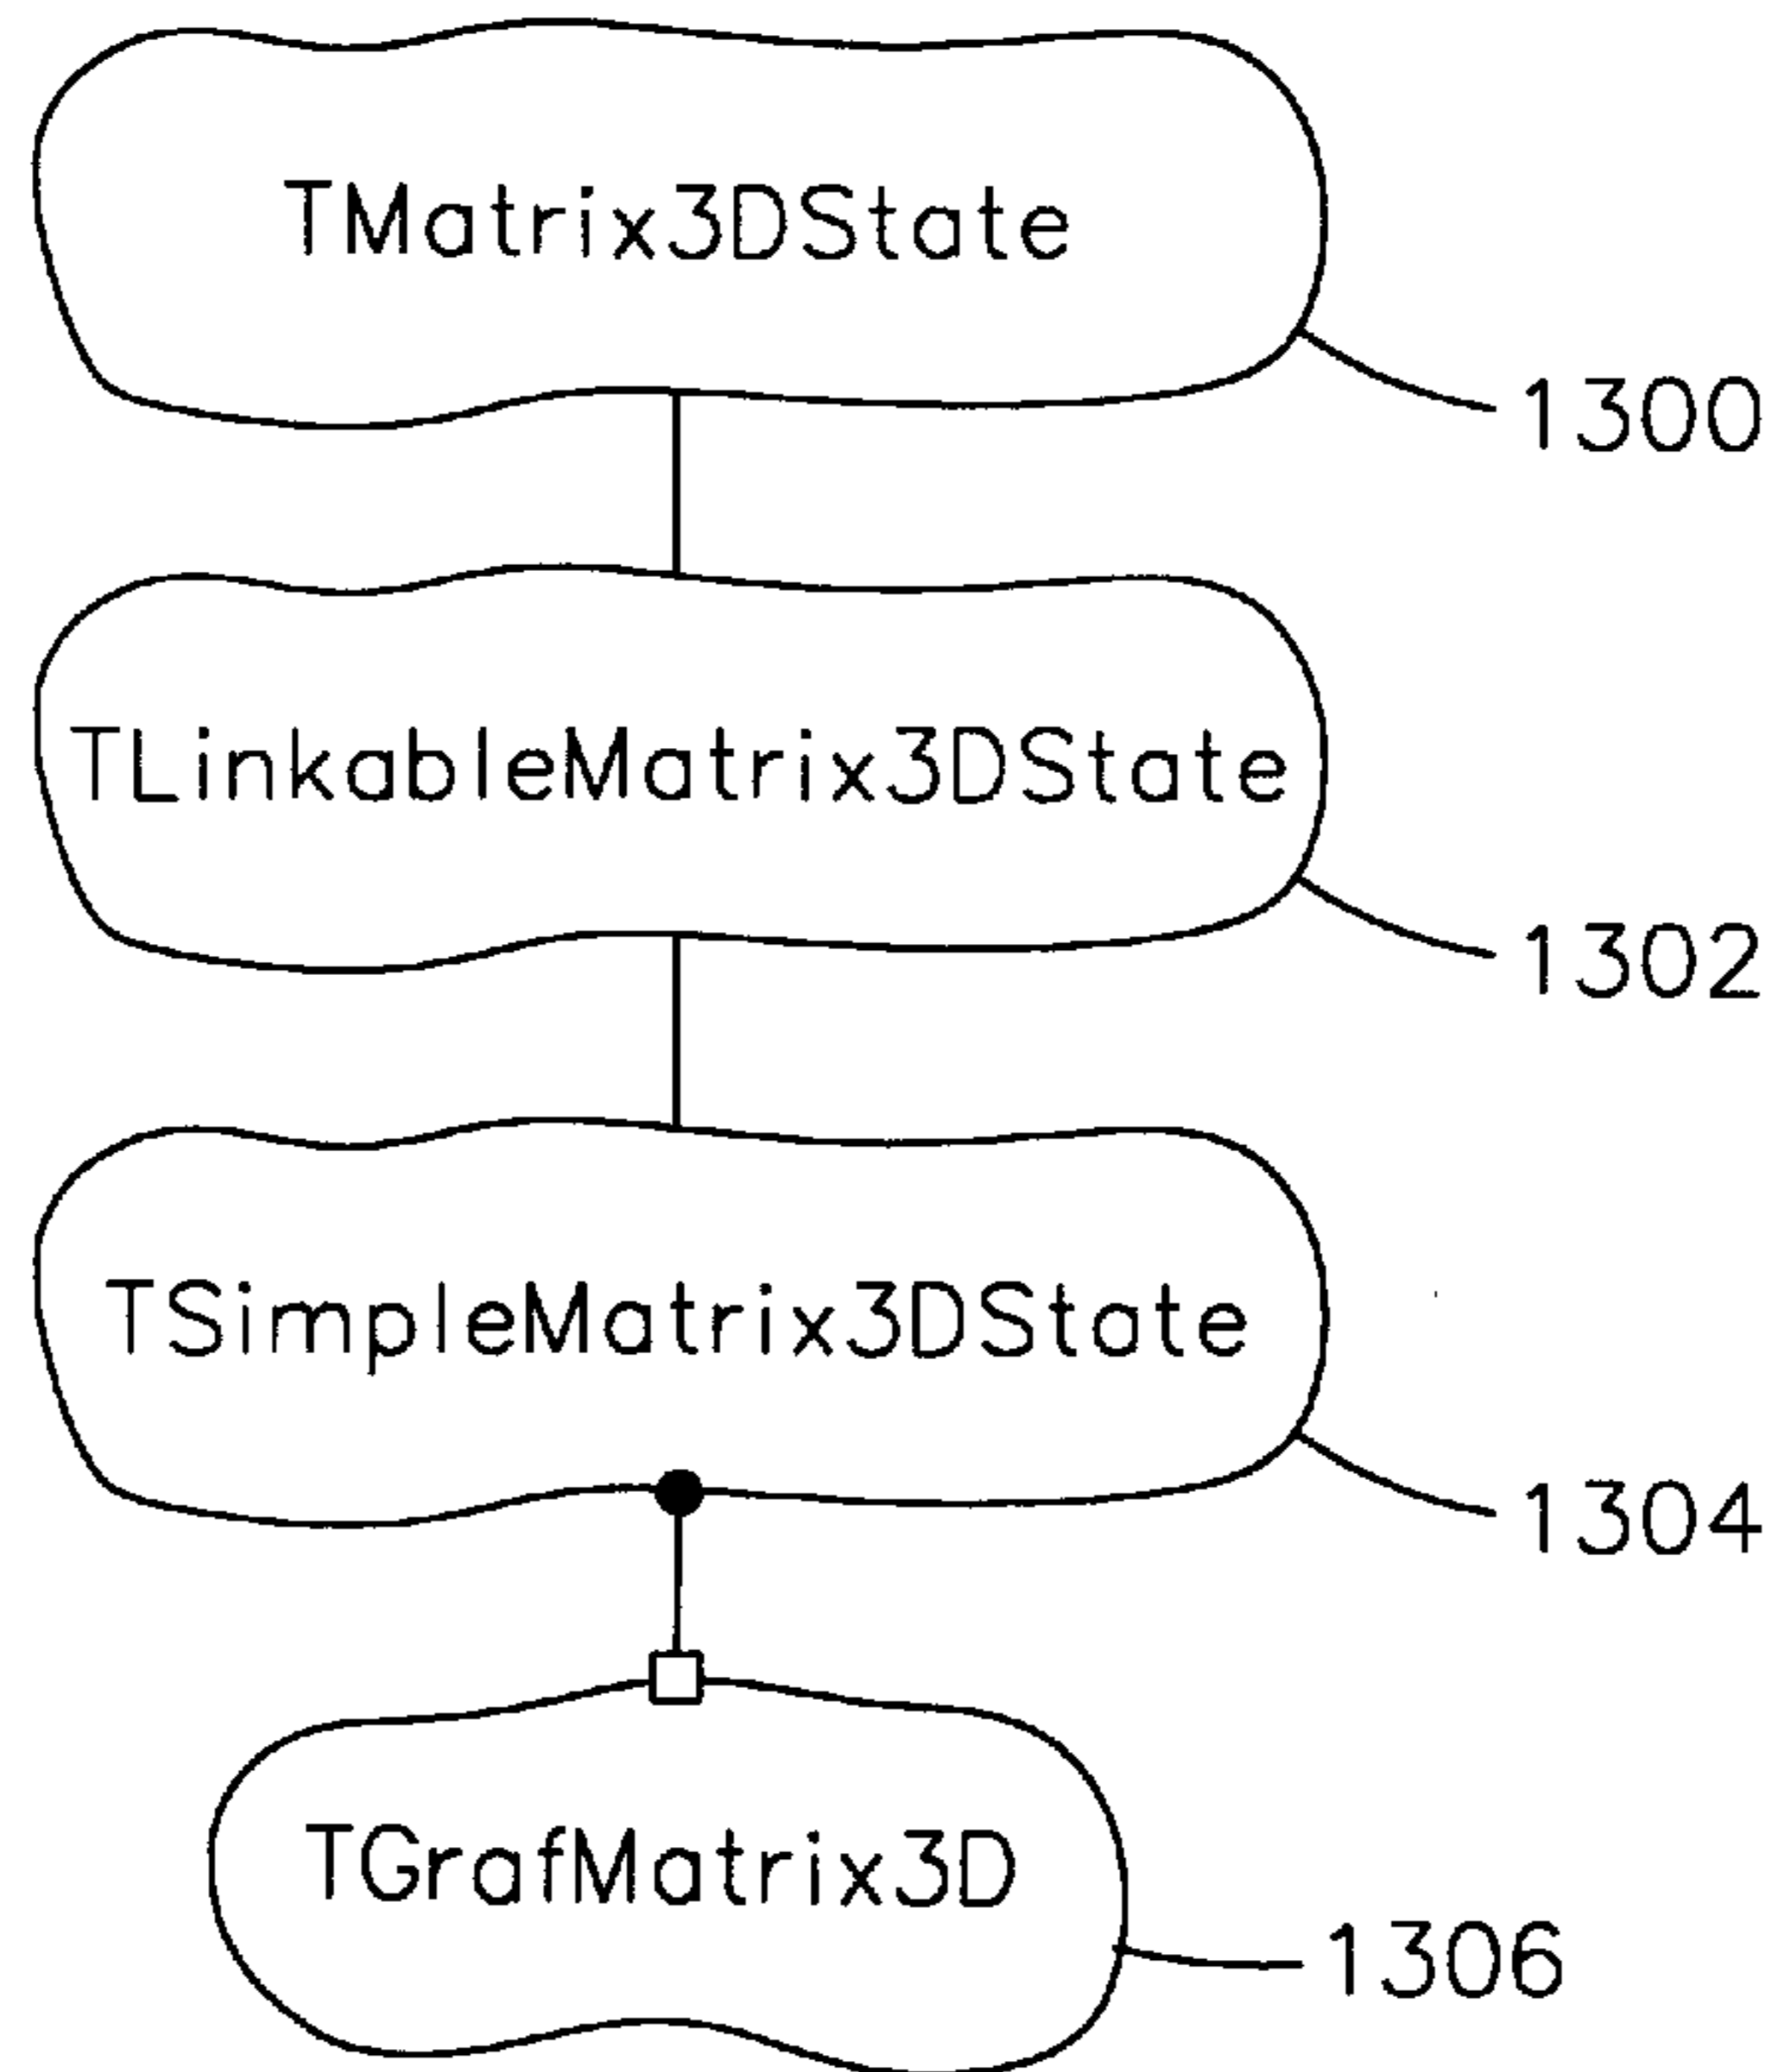 TMatrix3DState
1300
TLinkableMatrix3DState
1302
TSimpleMatrix3DState
1304
TGrafMatrix3D
1306